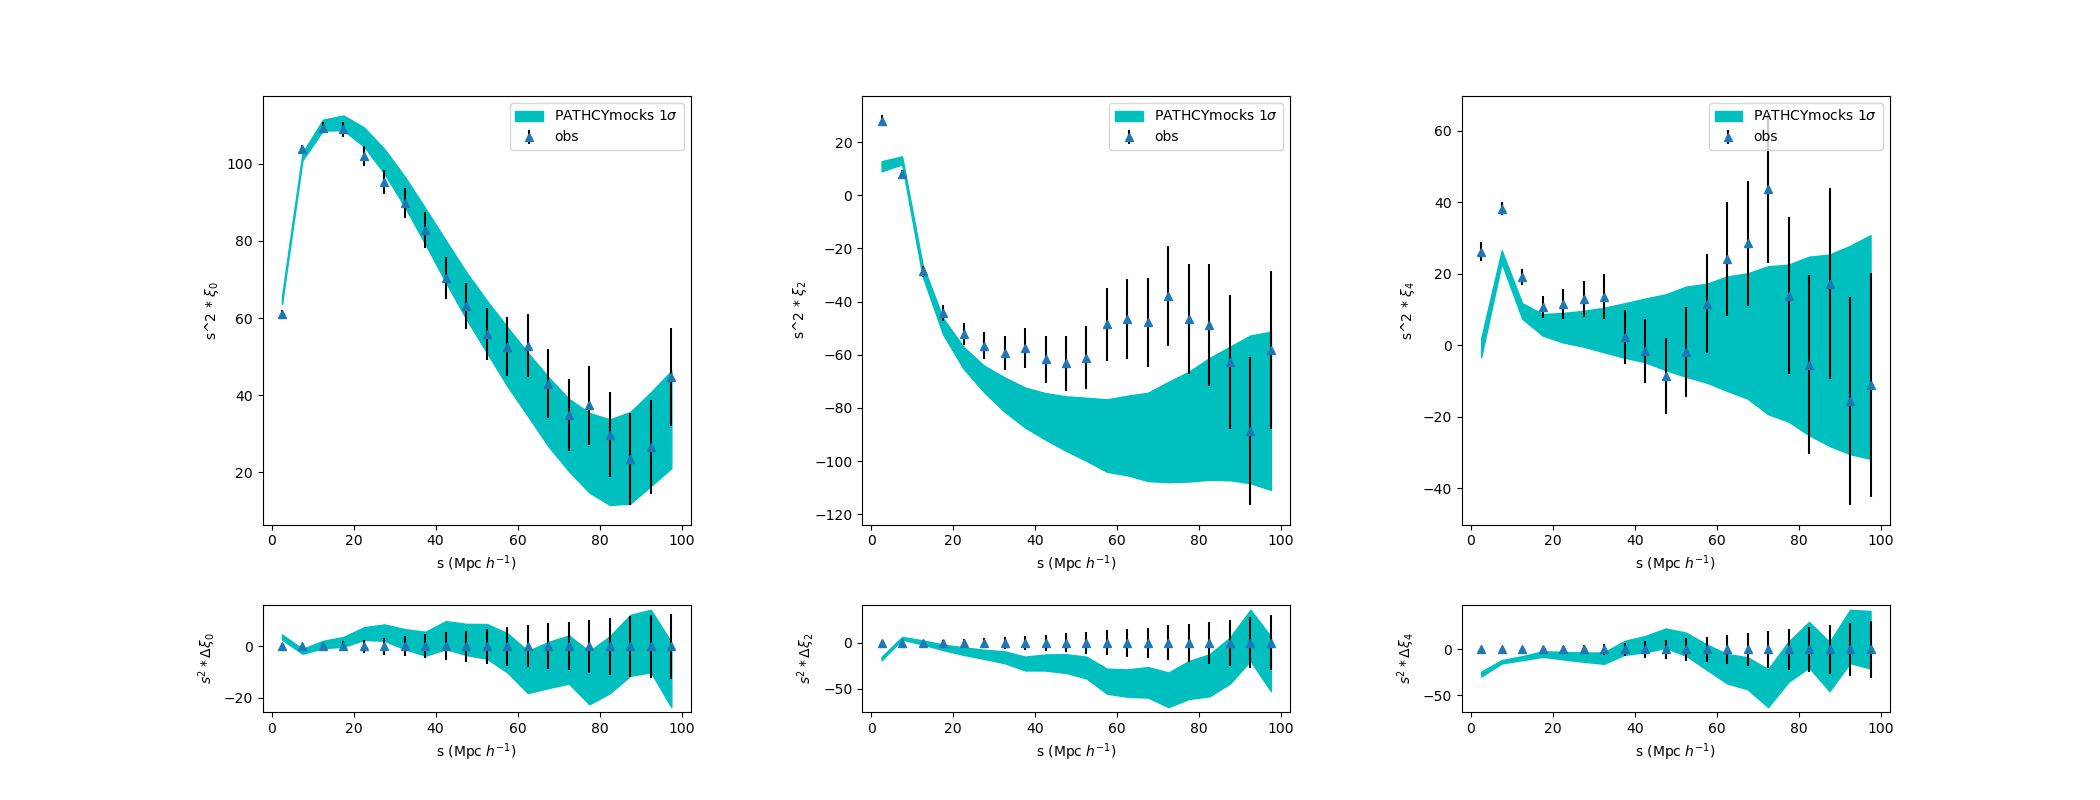 PATHCYmocks 1σ
obs
100
80
60
40
20
s^2 * ξ₀
0 20 40 60 80 100
s (Mpc h⁻¹)
PATHCYmocks 1σ
obs
20
0
−20
−40
−60
−80
−100
−120
s^2 * ξ₂
0 20 40 60 80 100
s (Mpc h⁻¹)
PATHCYmocks 1σ
obs
60
40
20
0
−20
−40
s^2 * ξ₄
0 20 40 60 80 100
s (Mpc h⁻¹)
0
−20
s² * Δξ₀
0 20 40 60 80 100
s (Mpc h⁻¹)
0
−50
s² * Δξ₂
0 20 40 60 80 100
s (Mpc h⁻¹)
0
−50
s² * Δξ₄
0 20 40 60 80 100
s (Mpc h⁻¹)